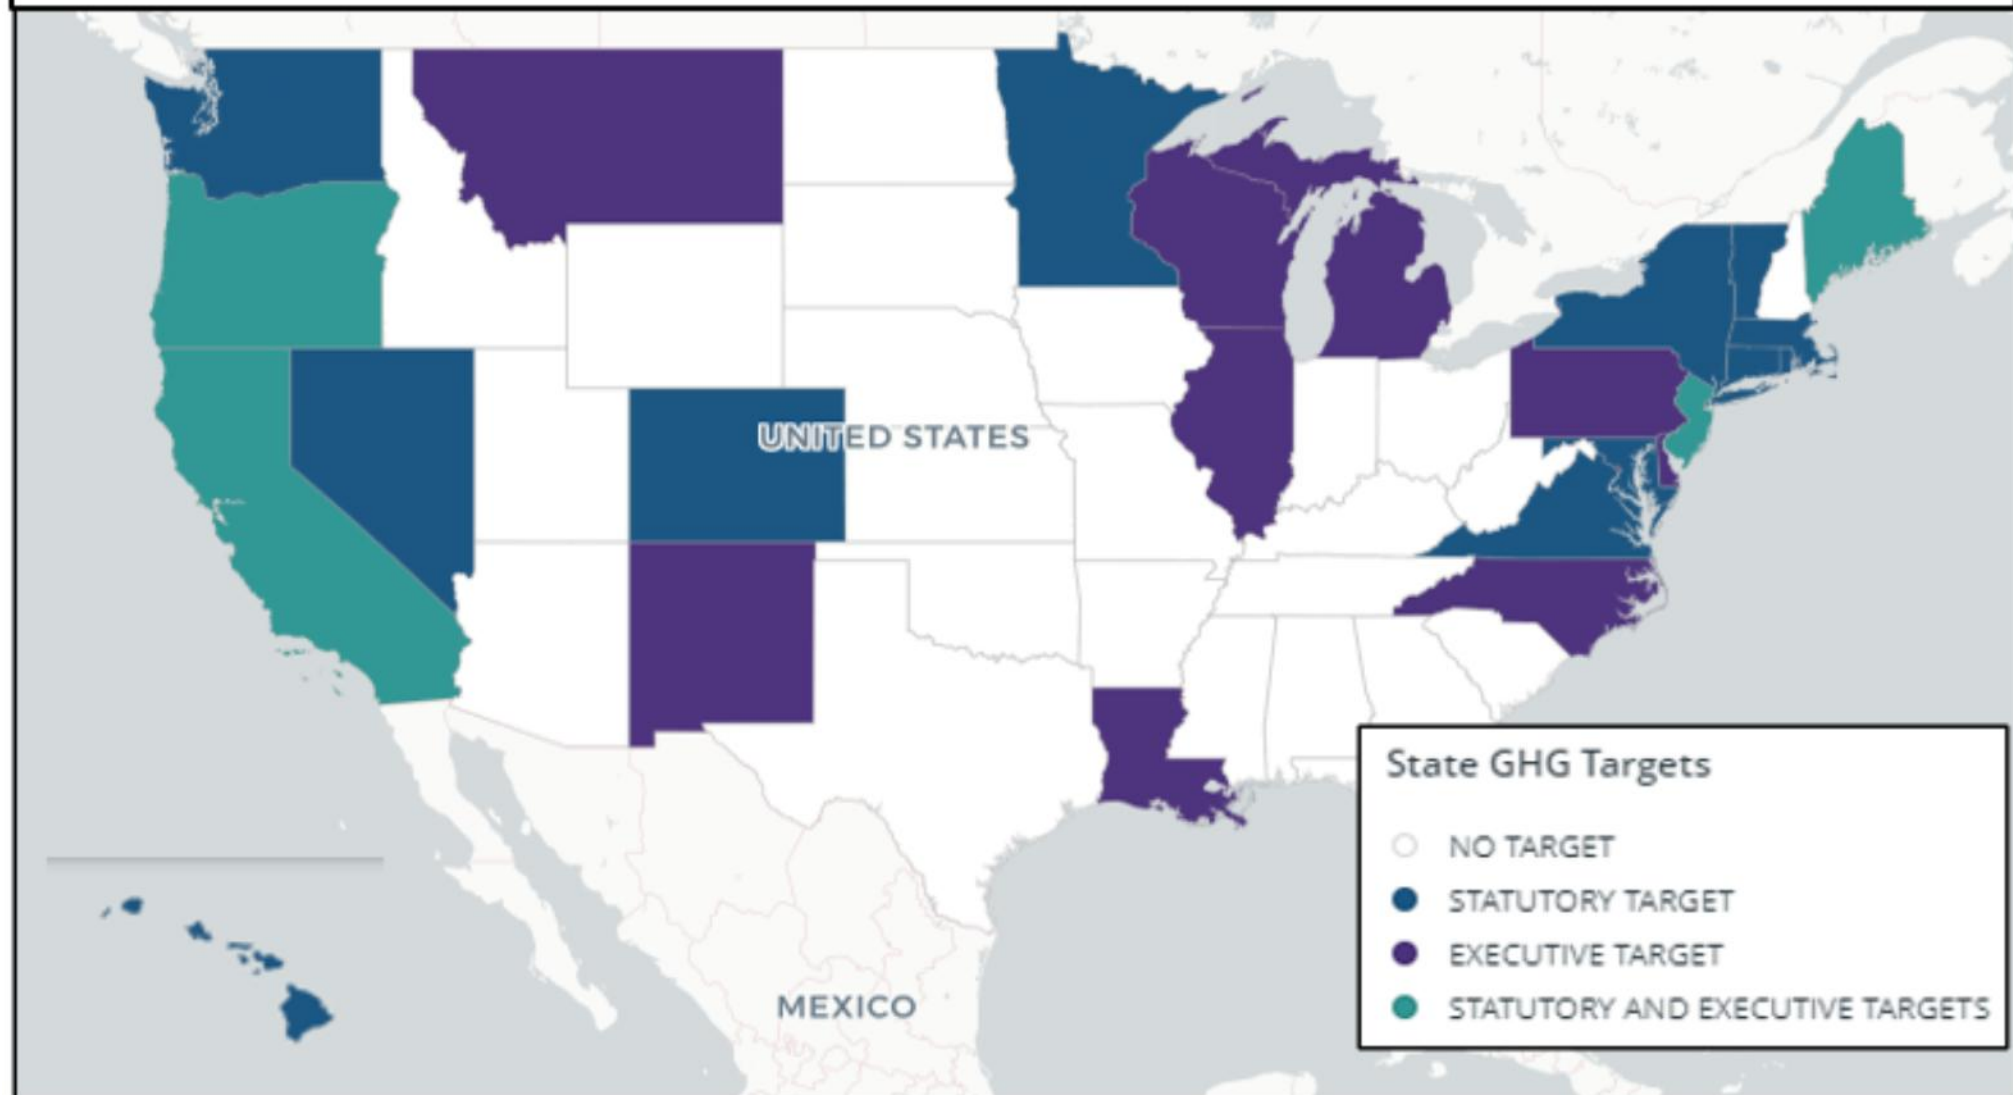 UNITED STATES
State GHG Targets
NO TARGET
STATUTORY TARGET
EXECUTIVE TARGET
STATUTORY AND EXECUTIVE TARGETS
MEXICO